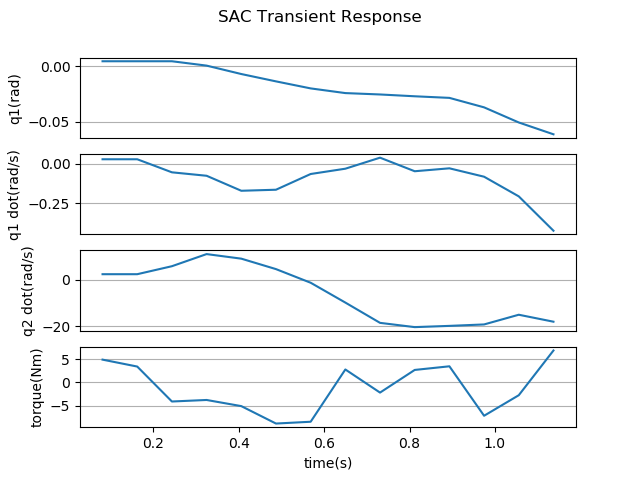 SAC Transient Response
q1(rad)
0.00
−0.05
q1 dot(rad/s)
0.00
−0.25
q2 dot(rad/s)
0
−20
torque(Nm)
5
0
−5
0.2 0.4 0.6 0.8 1.0
time(s)